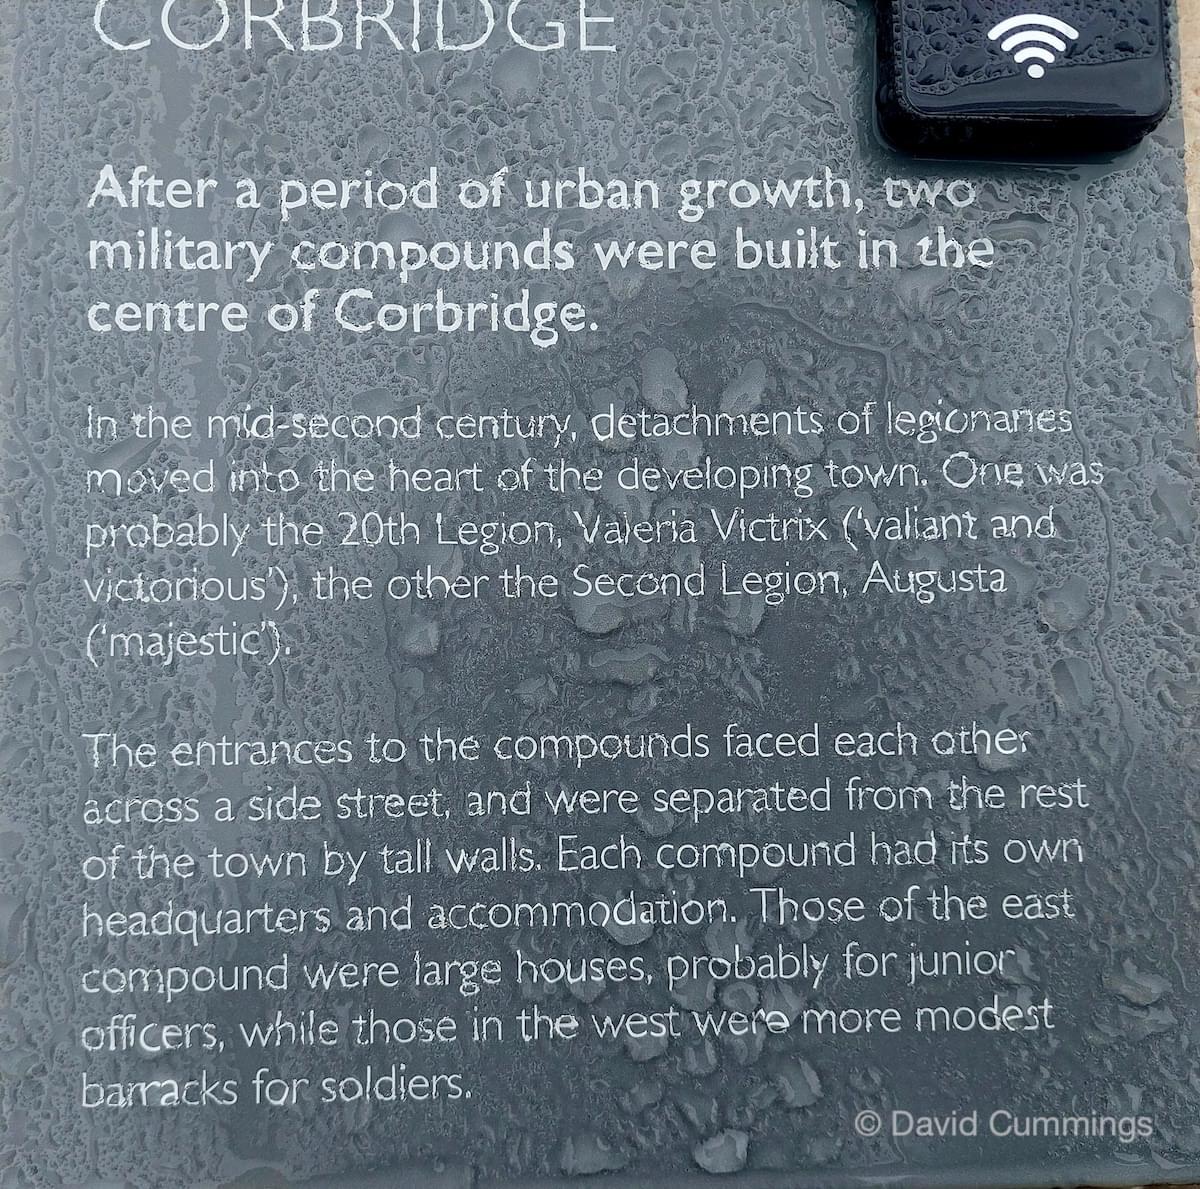 CORBRIDGE
After a period of urban growth, two
military compounds were built in the
centre of Corbridge.
In the mid-second century, detachments of legionaries
moved into the heart of the developing town. One was
probably the 20th Legion, Valeria Victrix (‘valiant and
victorious’), the other the Second Legion, Augusta
(‘majestic’).
The entrances to the compounds faced each other
across a side street, and were separated from the rest
of the town by tall walls. Each compound had its own
headquarters and accommodation. Those of the east
compound were large houses, probably for junior
officers, while those in the west were more modest
barracks for soldiers.
© David Cummings